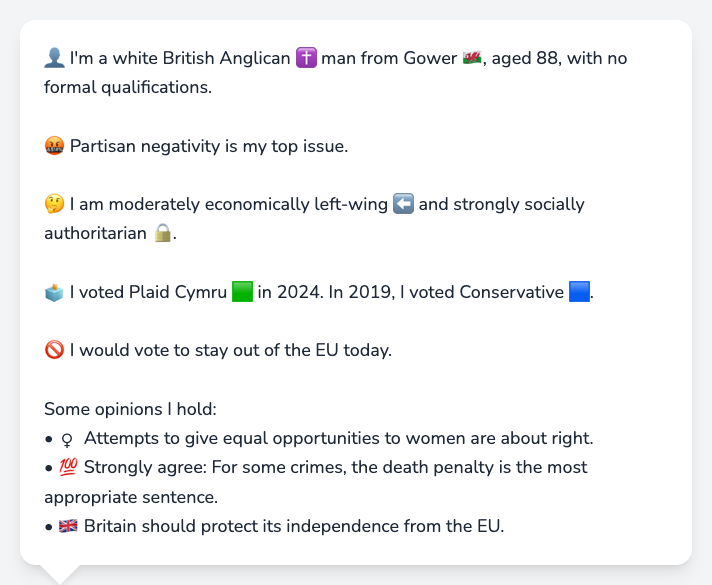 👤 I'm a white British Anglican ✝️ man from Gower 🏴󠁧󠁢󠁷󠁬󠁳󠁿, aged 88, with no
formal qualifications.
🤬 Partisan negativity is my top issue.
🤔 I am moderately economically left-wing ⬅️ and strongly socially
authoritarian 🔒.
🗳️ I voted Plaid Cymru 🟩 in 2024. In 2019, I voted Conservative 🟦.
🚫 I would vote to stay out of the EU today.
Some opinions I hold:
• ♀ Attempts to give equal opportunities to women are about right.
• 💯 Strongly agree: For some crimes, the death penalty is the most
appropriate sentence.
• 🇬🇧 Britain should protect its independence from the EU.